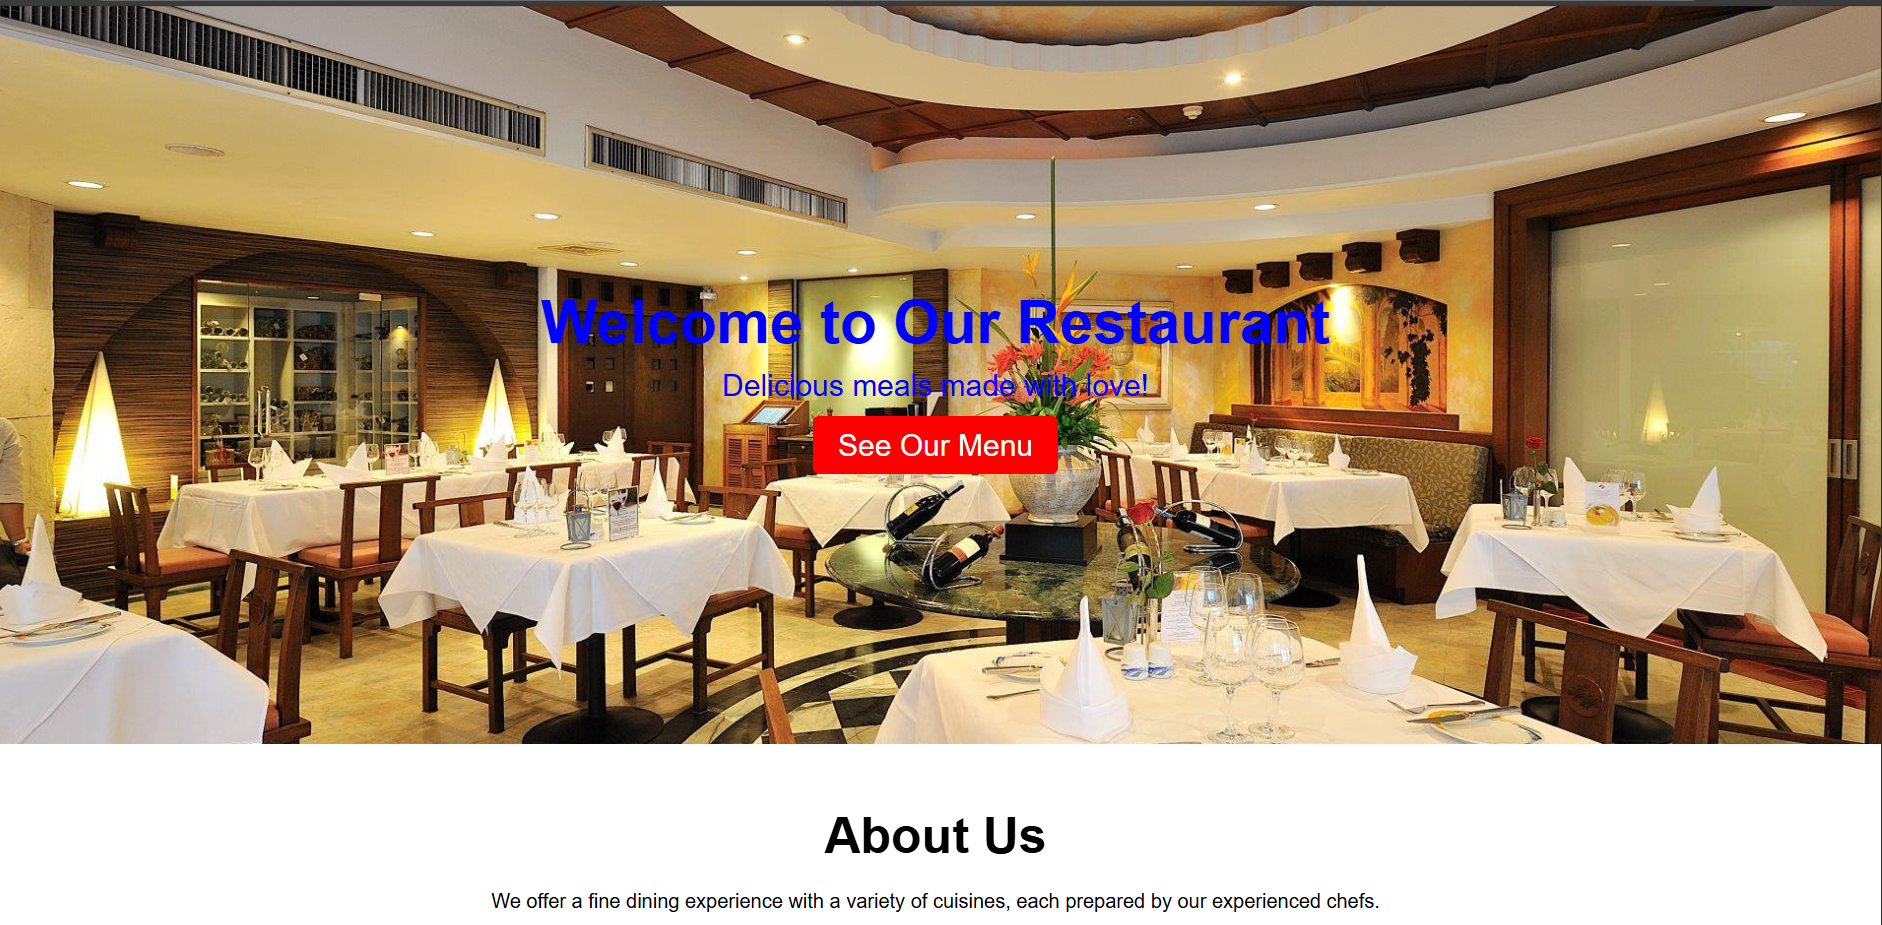 Welcome to Our Restaurant
Delicious meals made with love!
See Our Menu
About Us
We offer a fine dining experience with a variety of cuisines, each prepared by our experienced chefs.